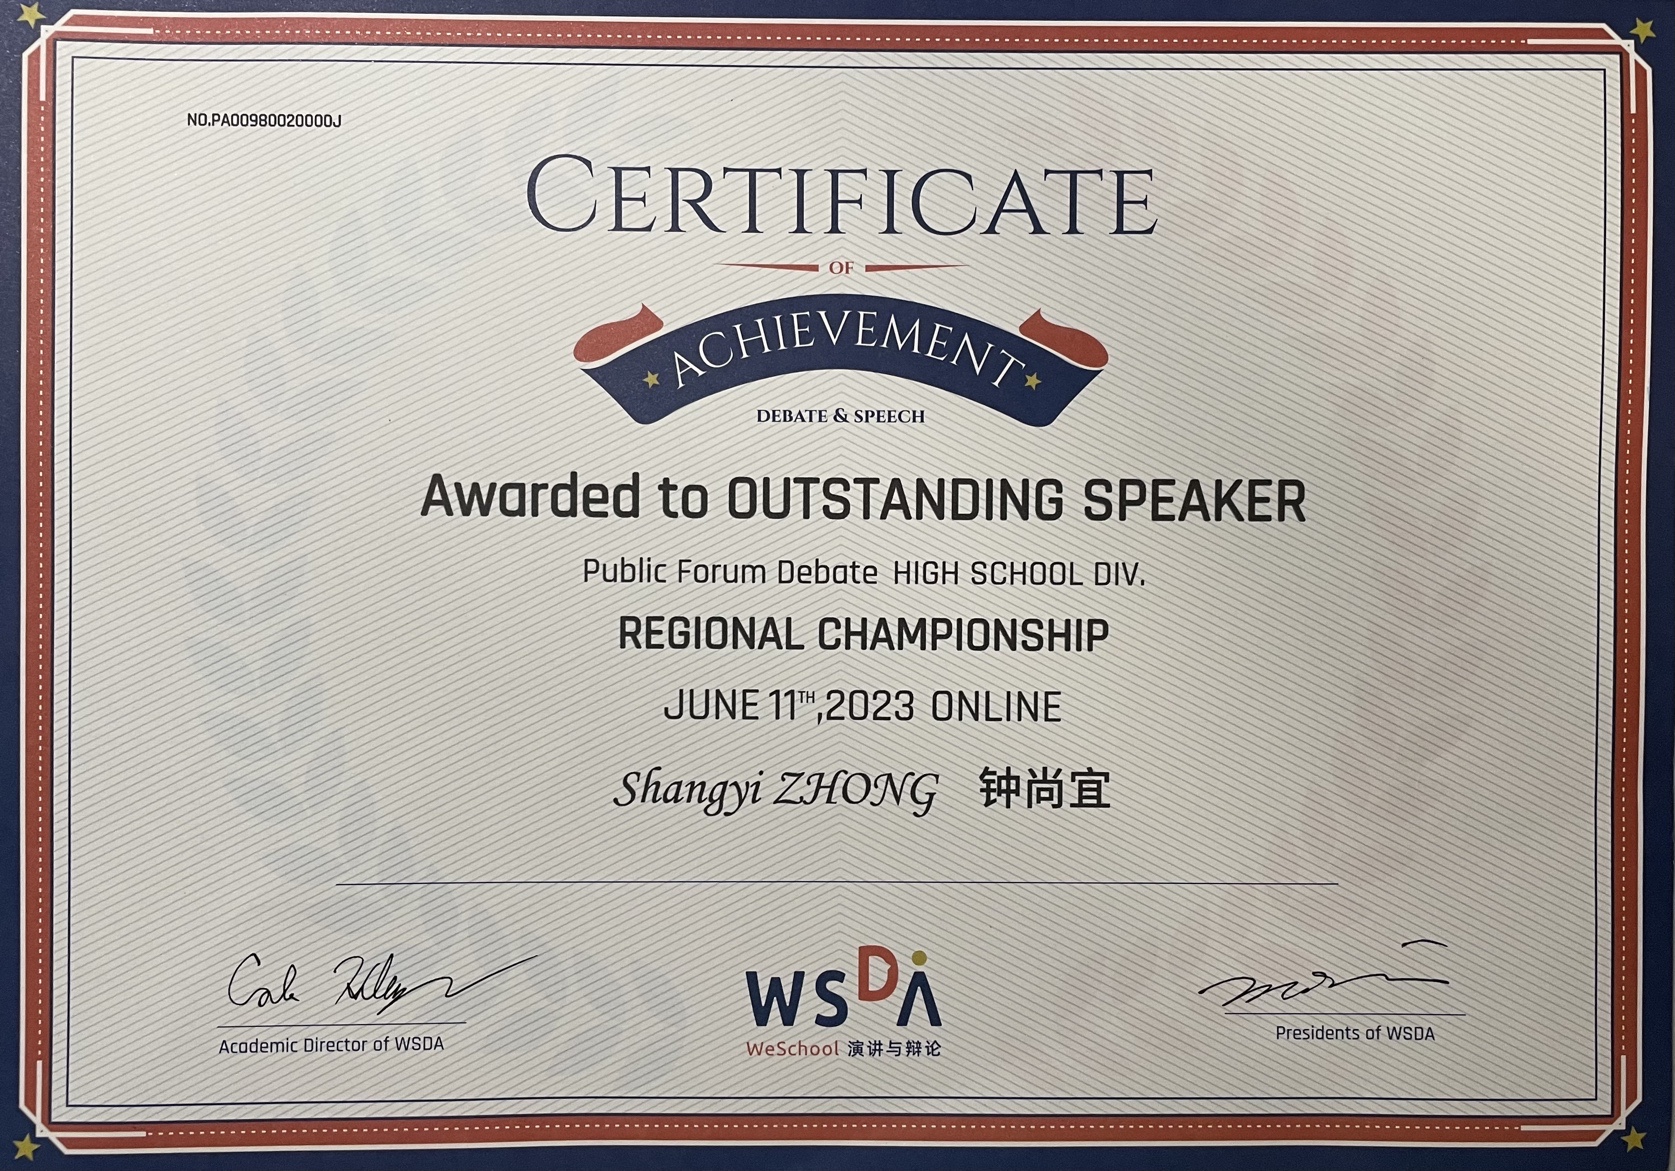 NO.PA00980020000J
CERTIFICATE
OF
ACHIEVEMENT
DEBATE & SPEECH
Awarded to OUTSTANDING SPEAKER
Public Forum Debate HIGH SCHOOL DIV.
REGIONAL CHAMPIONSHIP
JUNE 11TH,2023 ONLINE
Shangyi ZHONG 钟尚宜
WSDA
WeSchool 演讲与辩论
Academic Director of WSDA
Presidents of WSDA